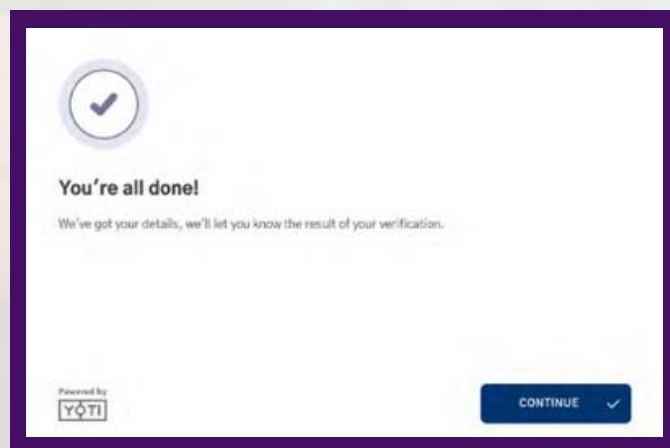 You're all done!
We've got your details, we'll let you know the result of your verification.
Powered by
YOTI
CONTINUE